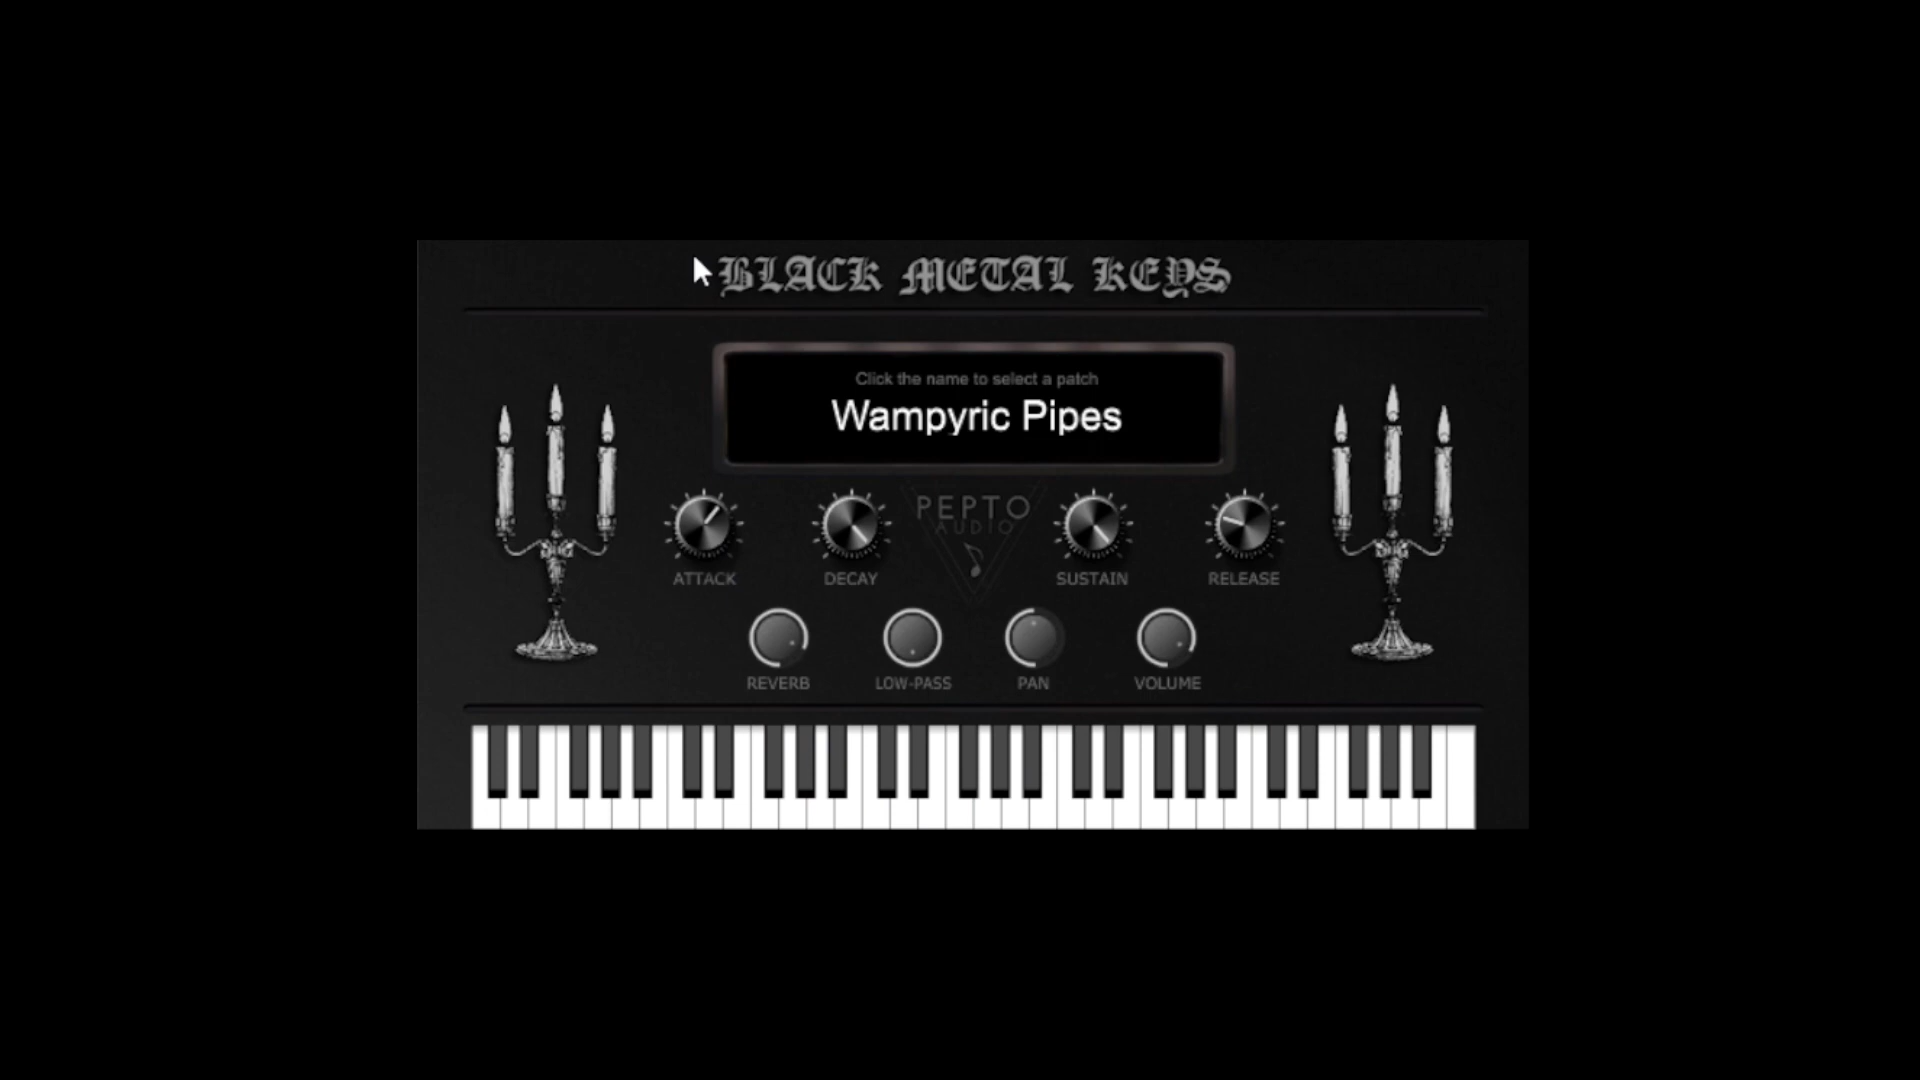 BLACK METAL KEYS
Click the name to select a patch
Wampyric Pipes
PEPTO
AUDIO
ATTACK
DECAY
SUSTAIN
RELEASE
REVERB
LOW-PASS
PAN
VOLUME